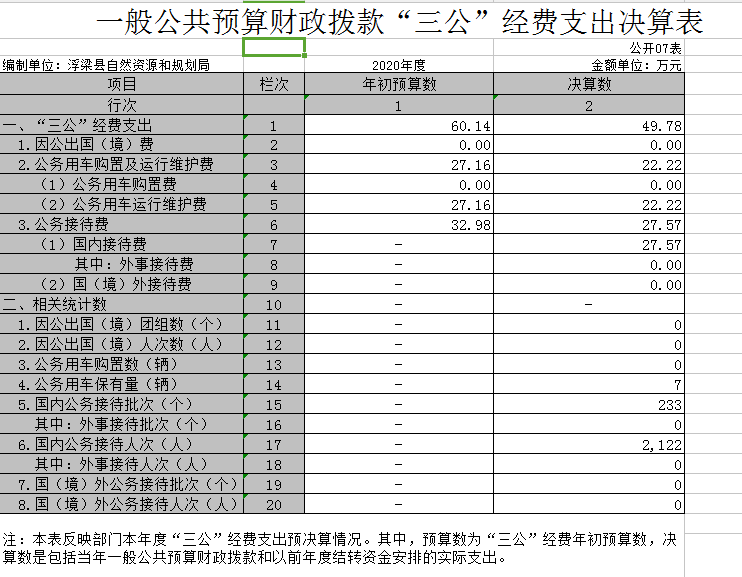 一般公共预算财政拨款“三公”经费支出决算表
公开07表
编制单位：浮梁县自然资源和规划局 2020年度 金额单位：万元
项目 栏次 年初预算数 决算数
行次 1 2
一、“三公”经费支出 1 60.14 49.78
1.因公出国（境）费 2 0.00 0.00
2.公务用车购置及运行维护费 3 27.16 22.22
（1）公务用车购置费 4 0.00 0.00
（2）公务用车运行维护费 5 27.16 22.22
3.公务接待费 6 32.98 27.57
（1）国内接待费 7 - 27.57
其中：外事接待费 8 - 0.00
（2）国（境）外接待费 9 - 0.00
二、相关统计数 10 - -
1.因公出国（境）团组数（个） 11 - 0
2.因公出国（境）人次数（人） 12 - 0
3.公务用车购置数（辆） 13 - 0
4.公务用车保有量（辆） 14 - 7
5.国内公务接待批次（个） 15 - 233
其中：外事接待批次（个） 16 - 0
6.国内公务接待人次（人） 17 - 2,122
其中：外事接待人次（人） 18 - 0
7.国（境）外公务接待批次（个） 19 - 0
8.国（境）外公务接待人次（人） 20 - 0
注：本表反映部门本年度“三公”经费支出预决算情况。其中，预算数为“三公”经费年初预算数，决
算数是包括当年一般公共预算财政拨款和以前年度结转资金安排的实际支出。